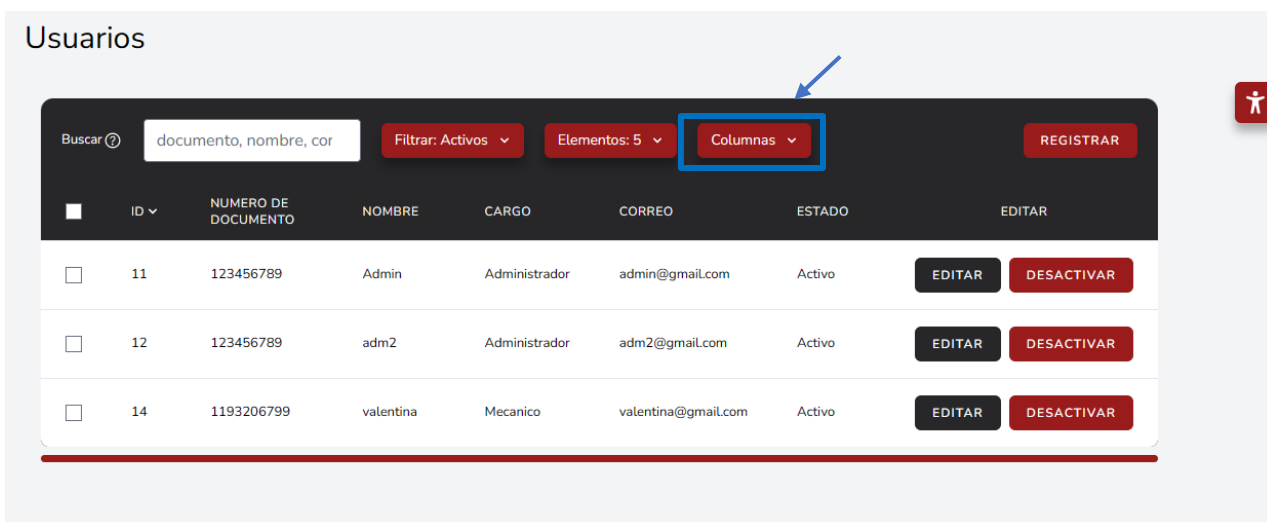 Usuarios
Buscar documento, nombre, cor Filtrar: Activos Elementos: 5 Columnas REGISTRAR
ID NUMERO DE DOCUMENTO NOMBRE CARGO CORREO ESTADO EDITAR
11 123456789 Admin Administrador admin@gmail.com Activo EDITAR DESACTIVAR
12 123456789 adm2 Administrador adm2@gmail.com Activo EDITAR DESACTIVAR
14 1193206799 valentina Mecanico valentina@gmail.com Activo EDITAR DESACTIVAR